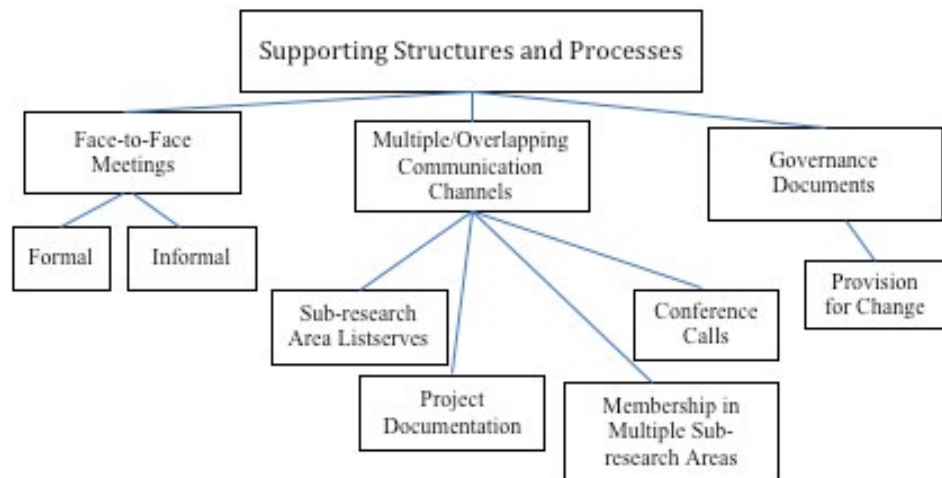 Supporting Structures and Processes
Face-to-Face
Meetings
Multiple/Overlapping
Communication
Channels
Governance
Documents
Formal
Informal
Sub-research
Area Listserves
Conference
Calls
Provision
for Change
Project
Documentation
Membership in
Multiple Sub-
research Areas